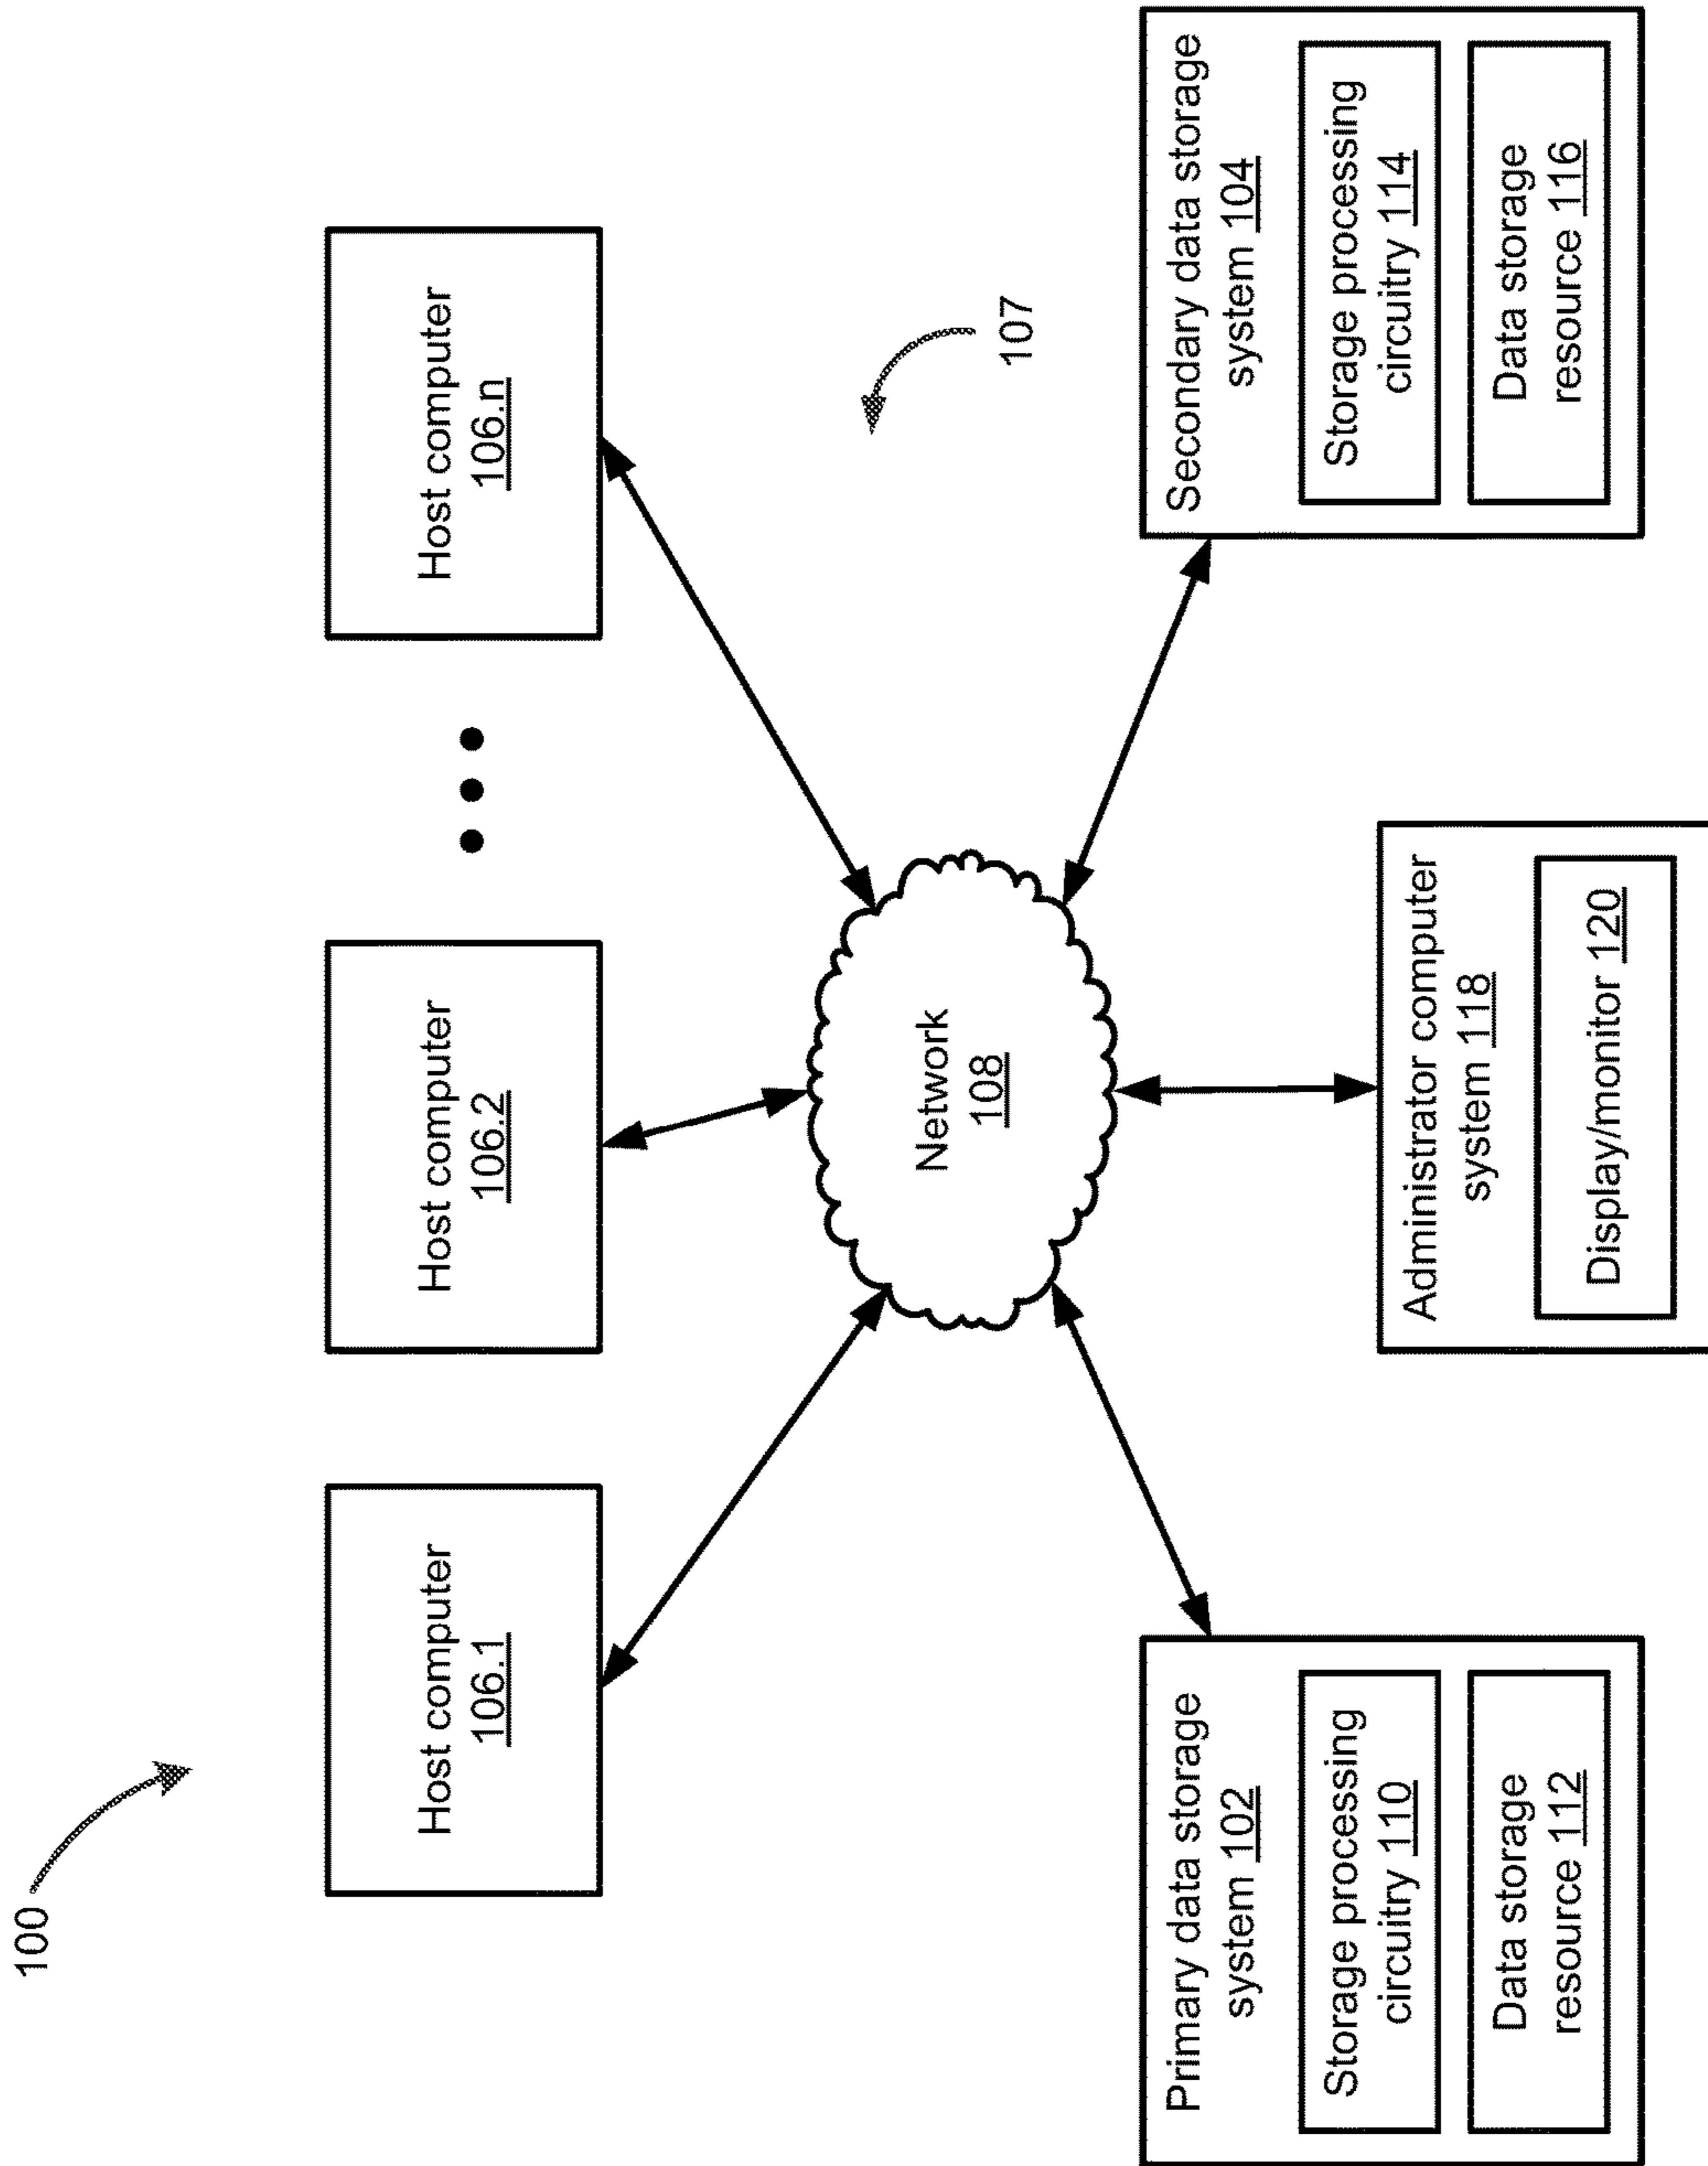 100
Host computer
106.1
Host computer
106.2
Host computer
106.n
107
Network
108
Primary data storage
system 102
Storage processing
circuitry 110
Data storage
resource 112
Administrator computer
system 118
Display/monitor 120
Secondary data storage
system 104
Storage processing
circuitry 114
Data storage
resource 116